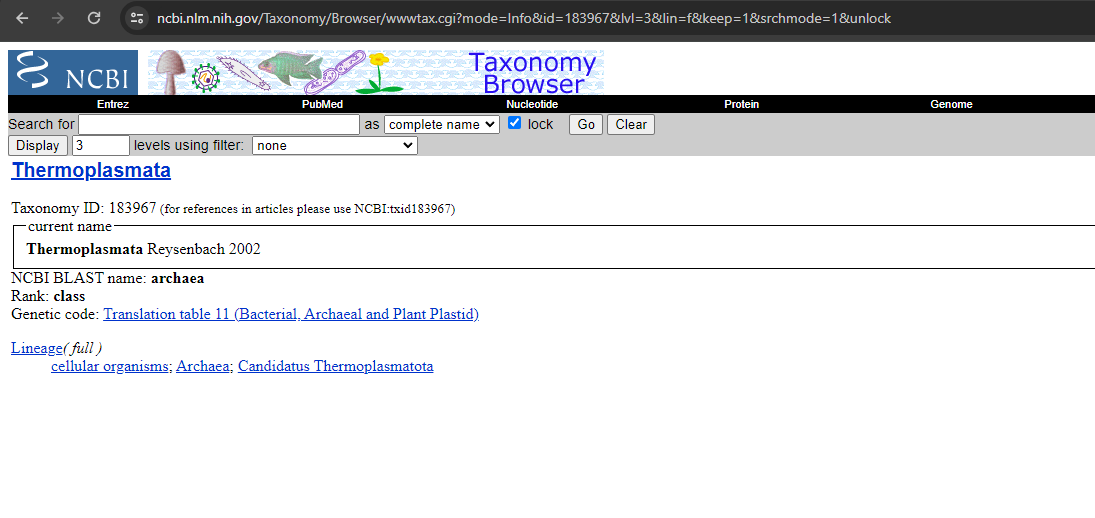 ncbi.nlm.nih.gov/Taxonomy/Browser/wwwtax.cgi?mode=Info&id=183967&lvl=3&lin=f&keep=1&srchmode=1&unlock
NCBI Taxonomy Browser
Entrez PubMed Nucleotide Protein Genome
Search for as complete name lock Go Clear
Display 3 levels using filter: none
Thermoplasmata
Taxonomy ID: 183967 (for references in articles please use NCBI:txid183967)
current name
Thermoplasmata Reysenbach 2002
NCBI BLAST name: archaea
Rank: class
Genetic code: Translation table 11 (Bacterial, Archaeal and Plant Plastid)
Lineage( full )
cellular organisms; Archaea; Candidatus Thermoplasmatota